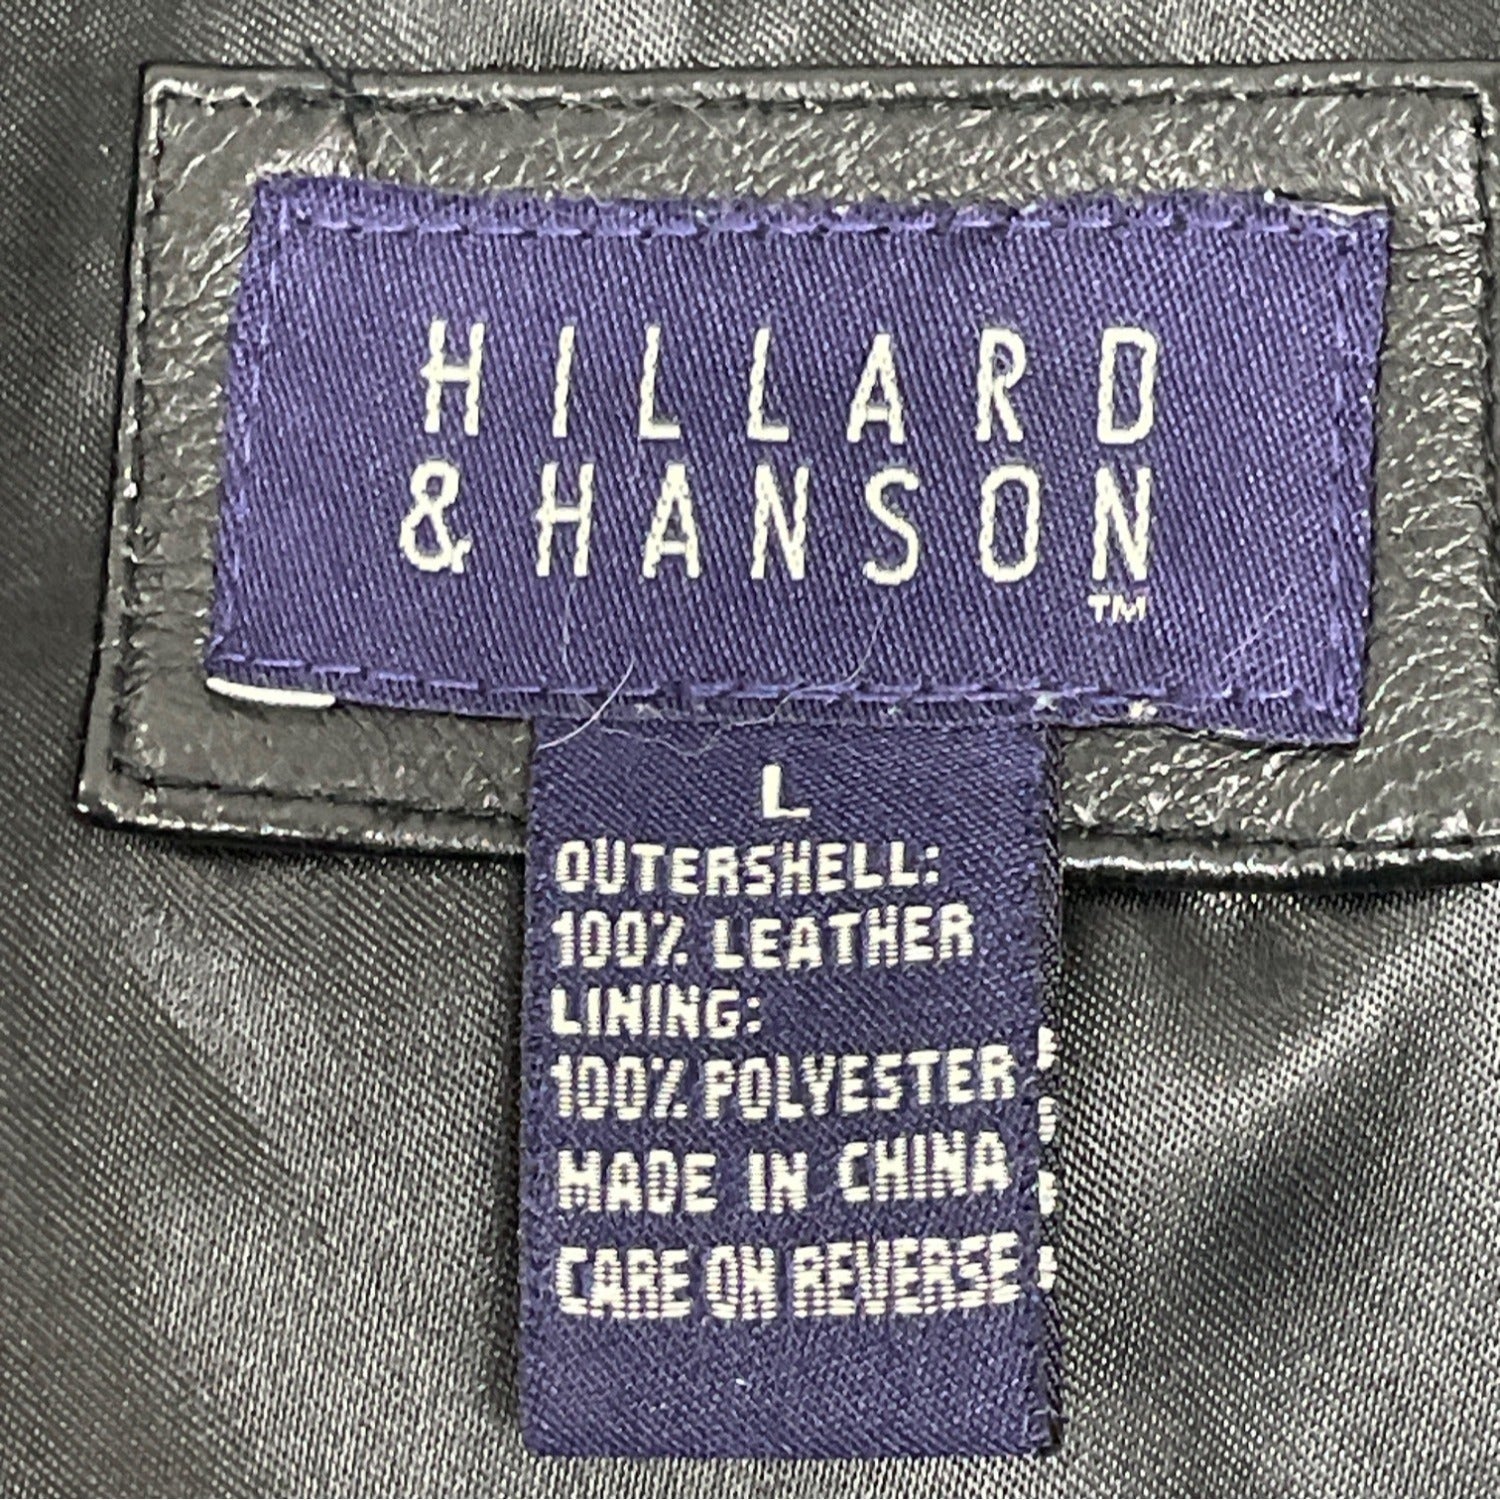 HILLARD
& HANSON
TM
L
OUTERSHELL:
100% LEATHER
LINING:
100% POLYESTER
MADE IN CHINA
CARE ON REVERSE